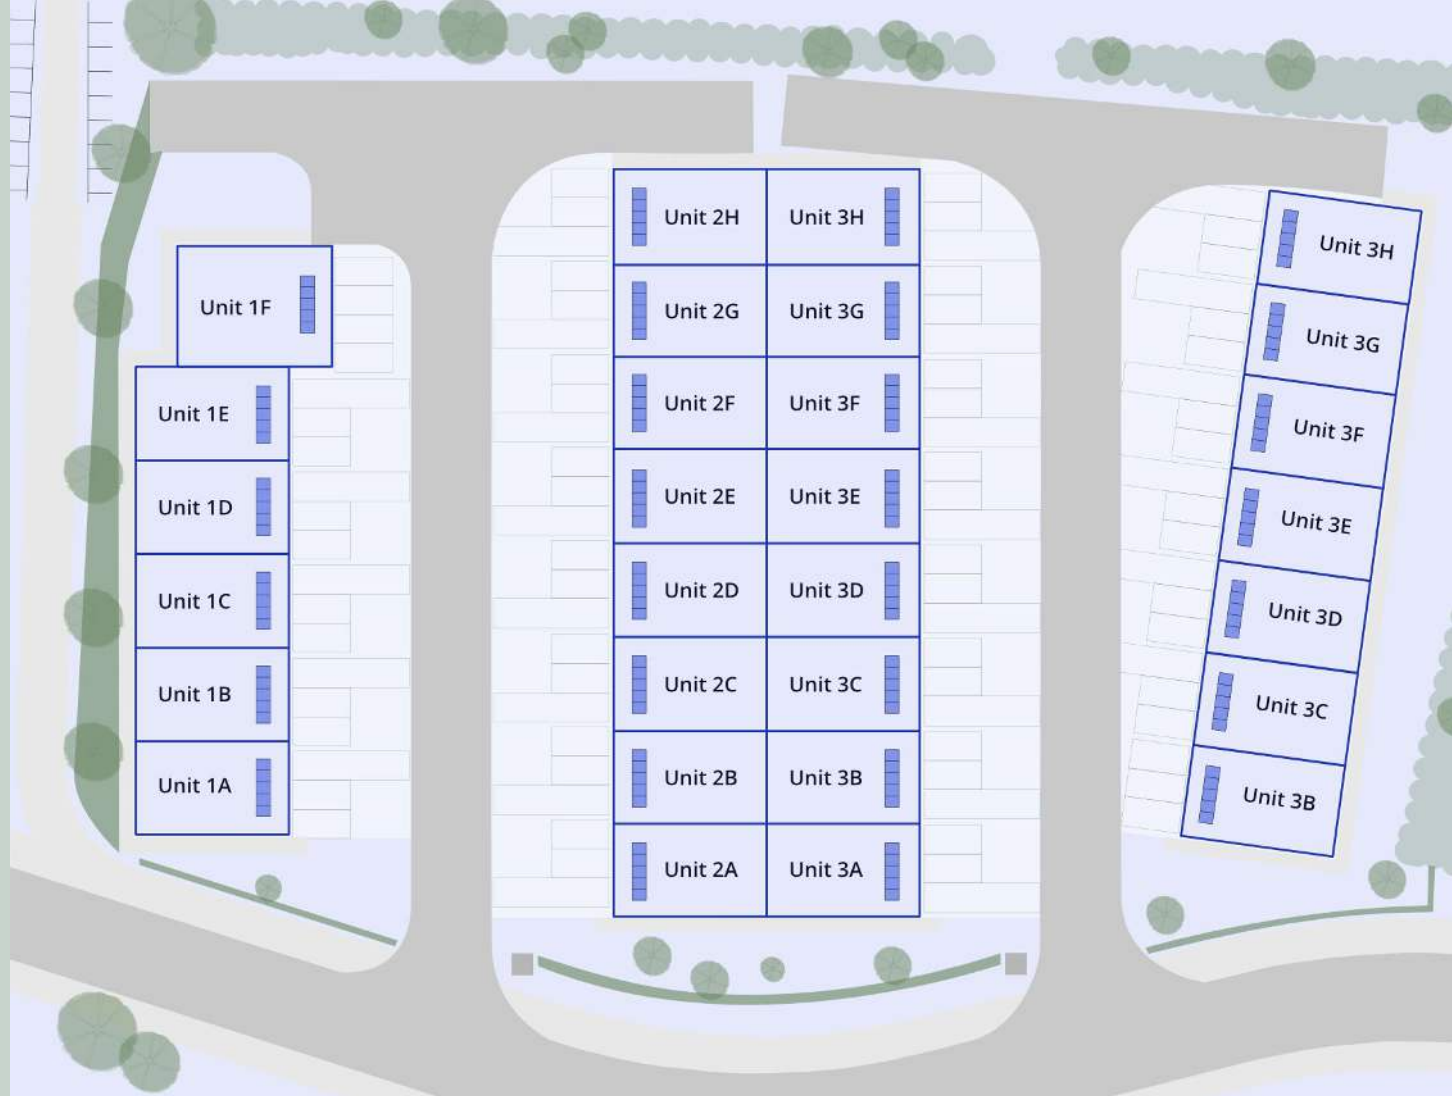 Unit 1F
Unit 1E
Unit 1D
Unit 1C
Unit 1B
Unit 1A
Unit 2H
Unit 3H
Unit 2G
Unit 3G
Unit 2F
Unit 3F
Unit 2E
Unit 3E
Unit 2D
Unit 3D
Unit 2C
Unit 3C
Unit 2B
Unit 3B
Unit 2A
Unit 3A
Unit 3H
Unit 3G
Unit 3F
Unit 3E
Unit 3D
Unit 3C
Unit 3B